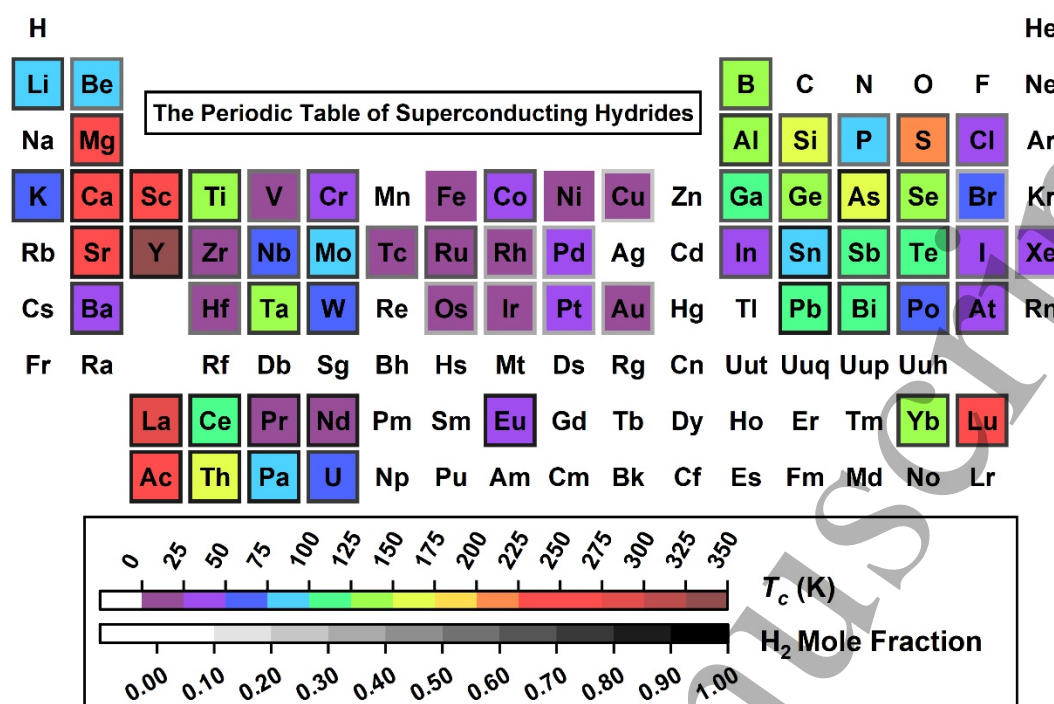 H He
Li Be B C N O F Ne
The Periodic Table of Superconducting Hydrides
Na Mg Al Si P S Cl Ar
K Ca Sc Ti V Cr Mn Fe Co Ni Cu Zn Ga Ge As Se Br Kr
Rb Sr Y Zr Nb Mo Tc Ru Rh Pd Ag Cd In Sn Sb Te I Xe
Cs Ba Hf Ta W Re Os Ir Pt Au Hg Tl Pb Bi Po At Rn
Fr Ra Rf Db Sg Bh Hs Mt Ds Rg Cn Uut Uuq Uup Uuh
La Ce Pr Nd Pm Sm Eu Gd Tb Dy Ho Er Tm Yb Lu
Ac Th Pa U Np Pu Am Cm Bk Cf Es Fm Md No Lr
0 25 50 75 100 125 150 175 200 225 250 275 300 325 350
Tc (K)
H2 Mole Fraction
0.00 0.10 0.20 0.30 0.40 0.50 0.60 0.70 0.80 0.90 1.00
uscrip